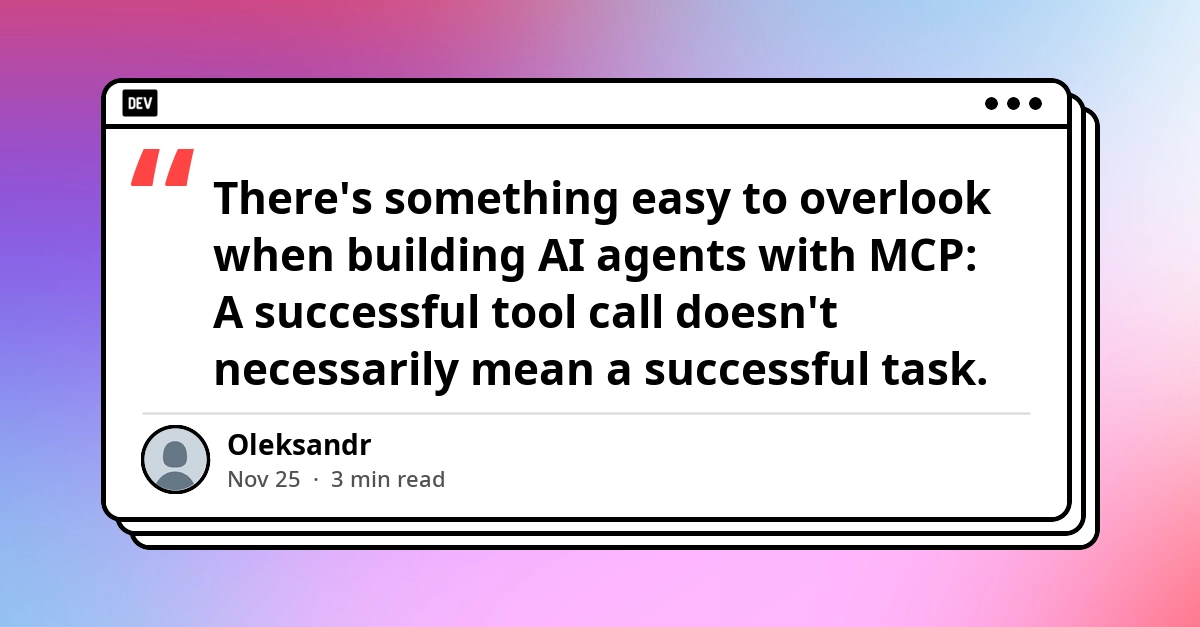 DEV
“
There's something easy to overlook
when building AI agents with MCP:
A successful tool call doesn't
necessarily mean a successful task.
Oleksandr
Nov 25 · 3 min read